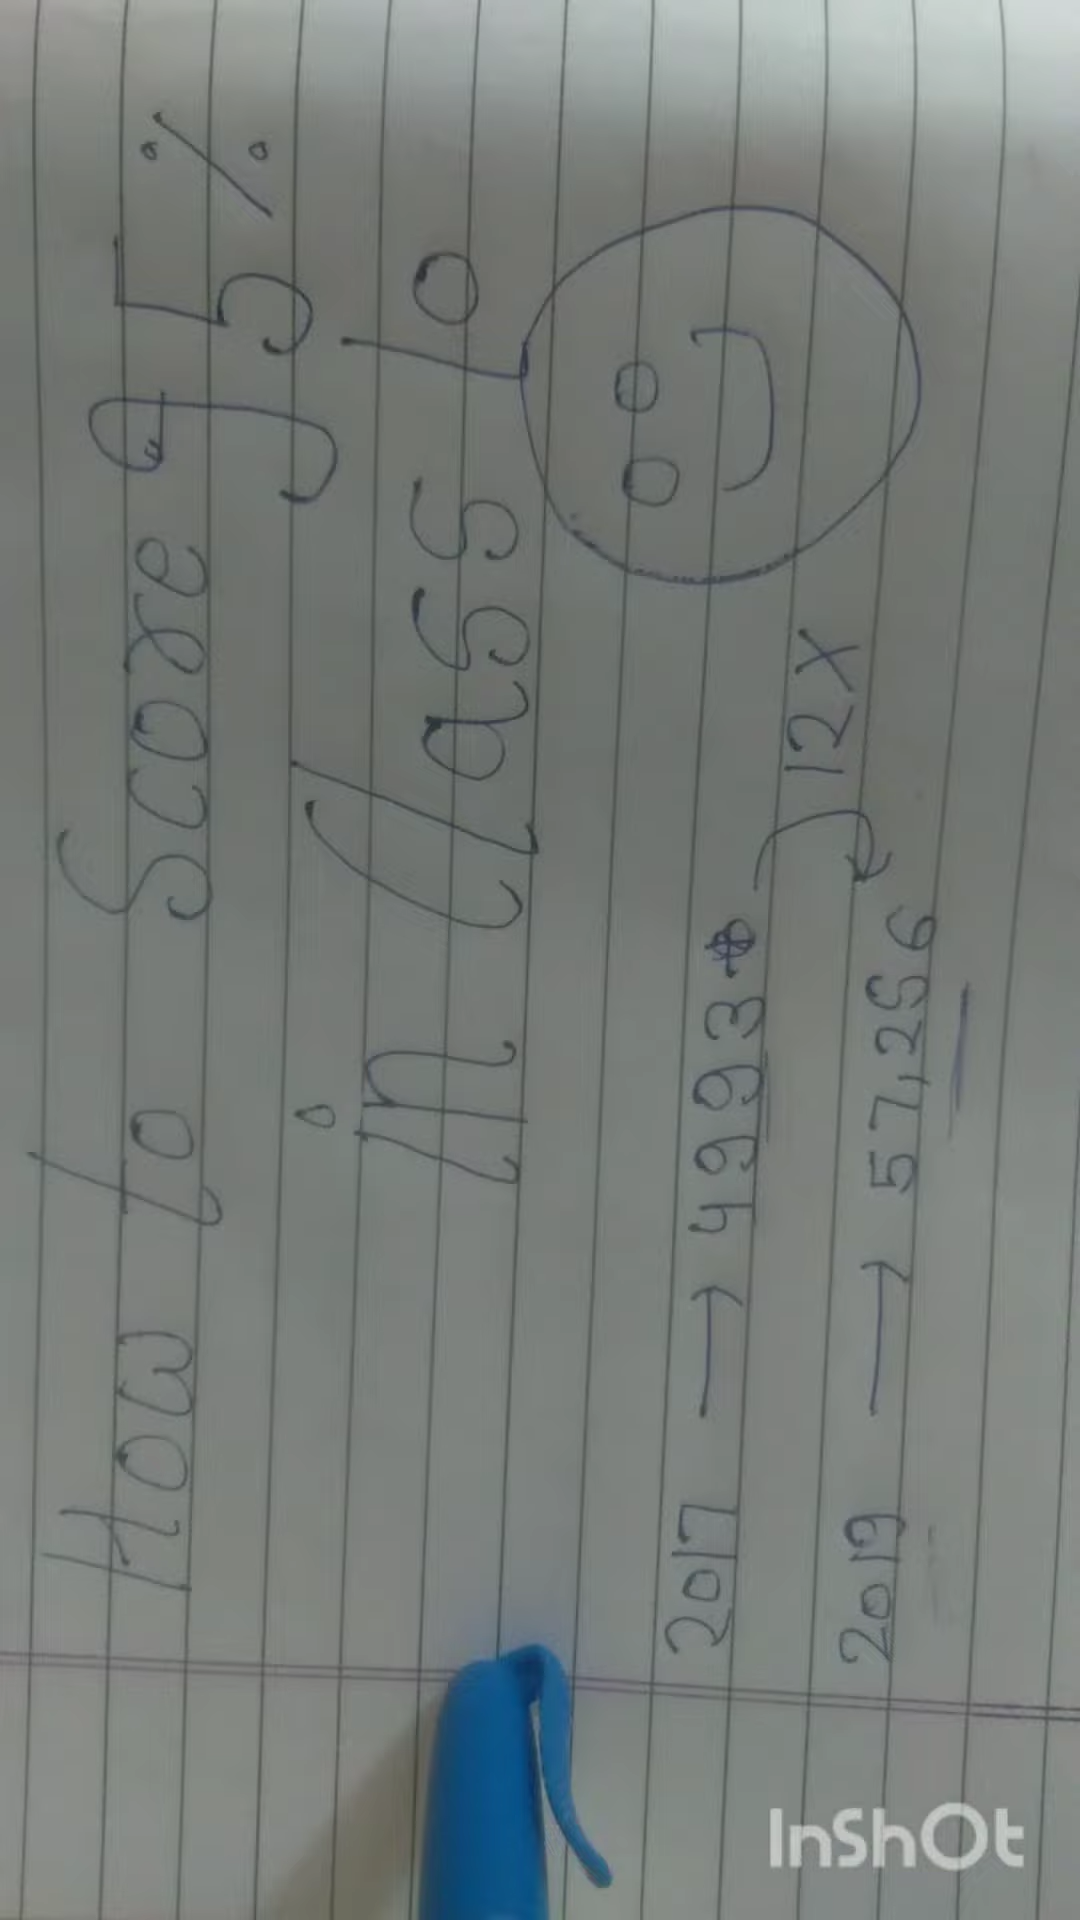 How to Score 95%
in Class 10
2017 → 4993
12X
2019 → 57,256
InShOt